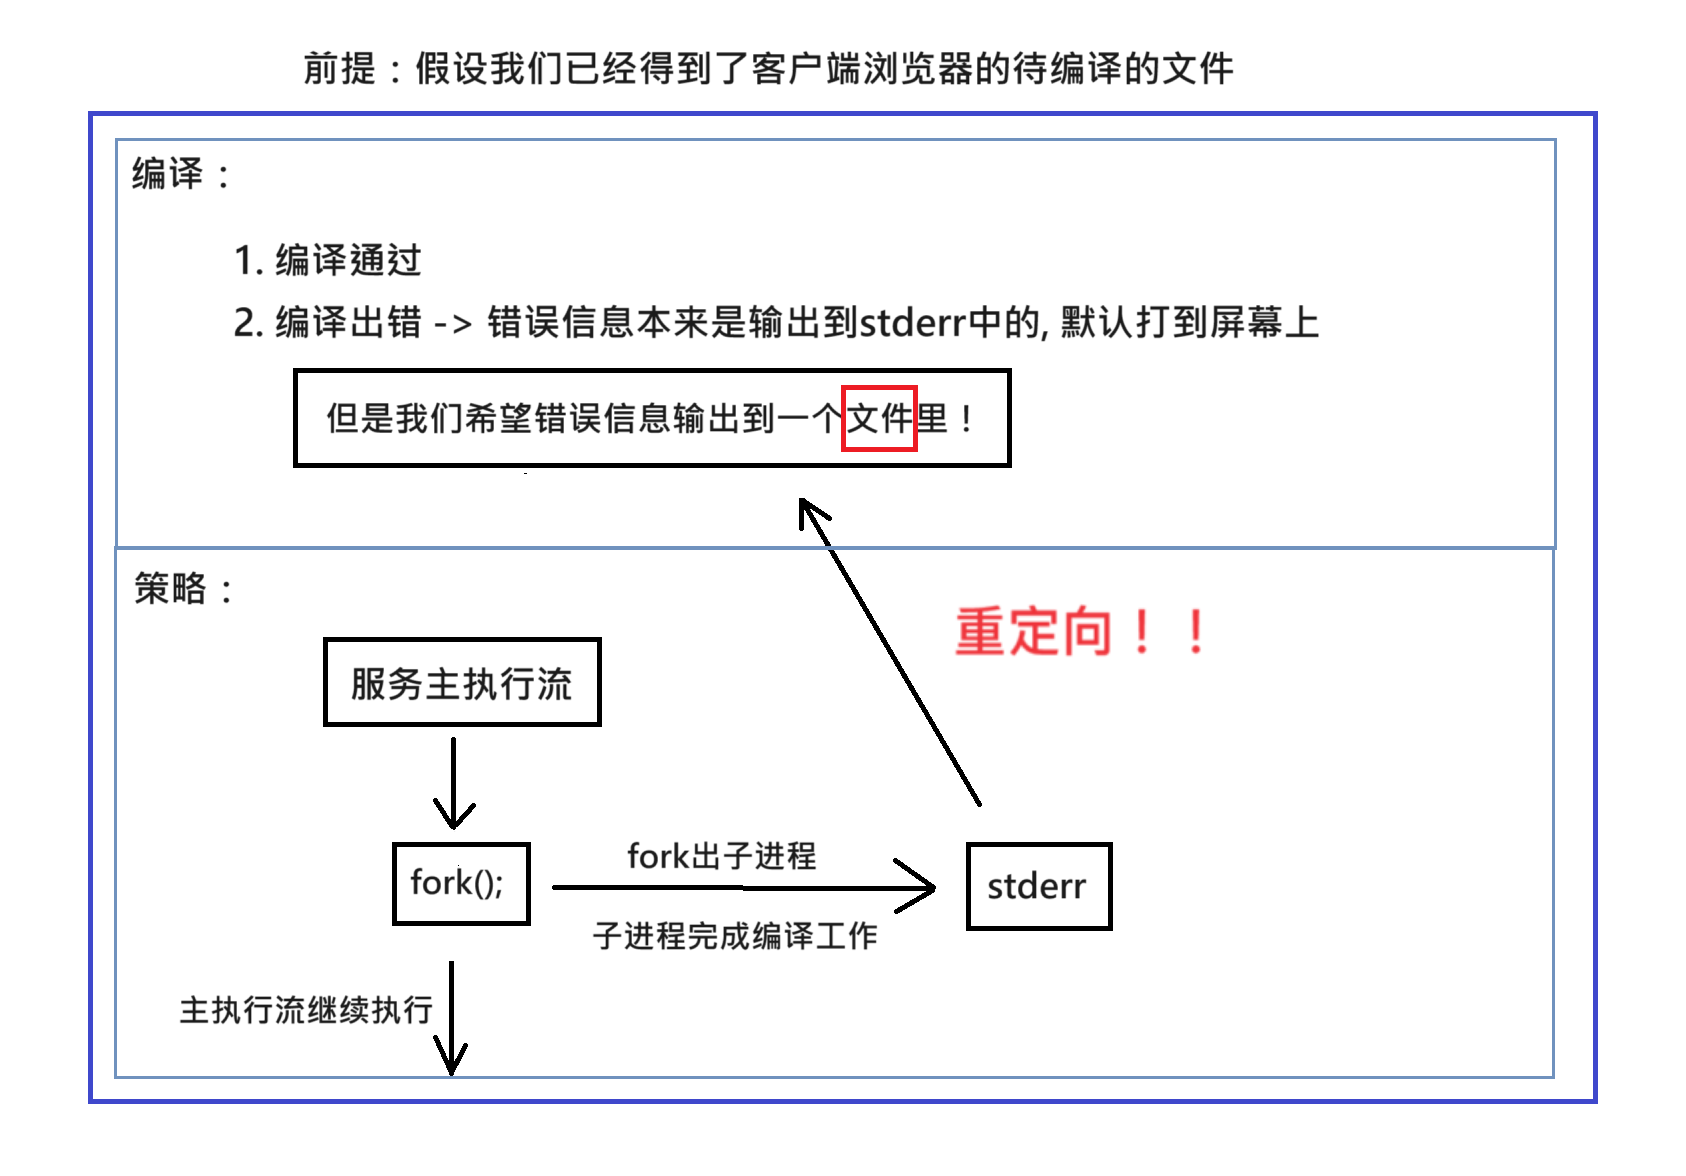 前提：假设我们已经得到了客户端浏览器的待编译的文件
编译：
1. 编译通过
2. 编译出错 -> 错误信息本来是输出到stderr中的, 默认打到屏幕上
但是我们希望错误信息输出到一个文件里！
策略：
重定向！！
服务主执行流
fork出子进程
fork();
stderr
子进程完成编译工作
主执行流继续执行